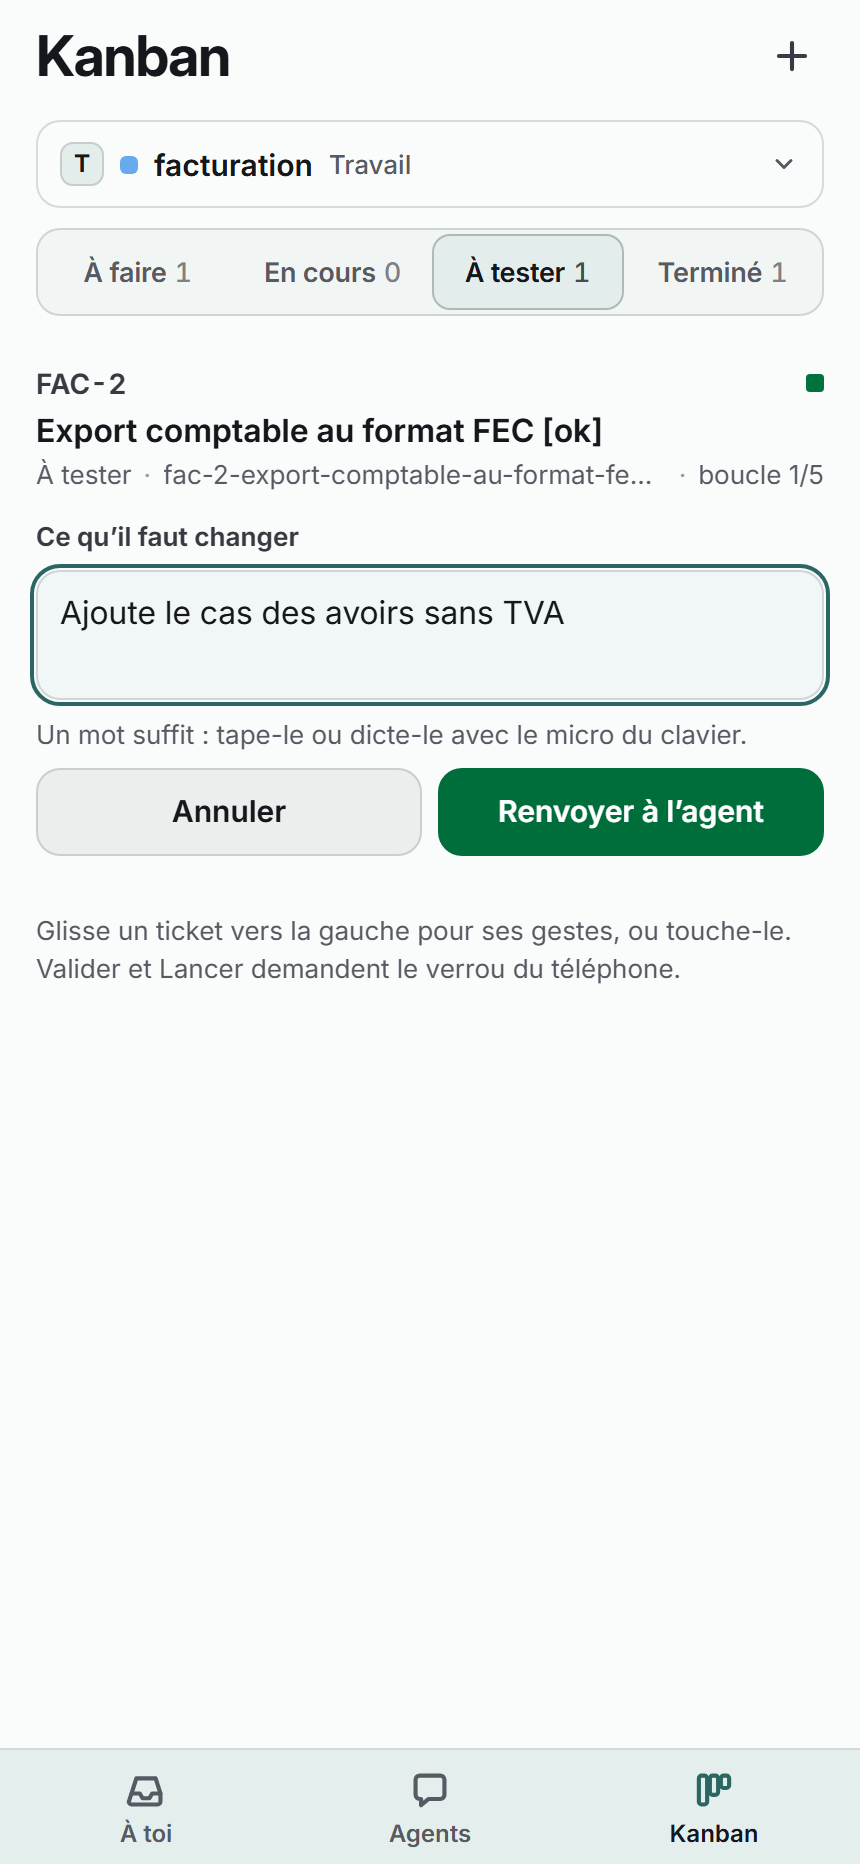 Kanban
T facturation Travail
À faire 1 En cours 0 À tester 1 Terminé 1
FAC-2
Export comptable au format FEC [ok]
À tester · fac-2-export-comptable-au-format-fe... · boucle 1/5
Ce qu’il faut changer
Ajoute le cas des avoirs sans TVA
Un mot suffit : tape-le ou dicte-le avec le micro du clavier.
Annuler Renvoyer à l’agent
Glisse un ticket vers la gauche pour ses gestes, ou touche-le.
Valider et Lancer demandent le verrou du téléphone.
À toi Agents Kanban